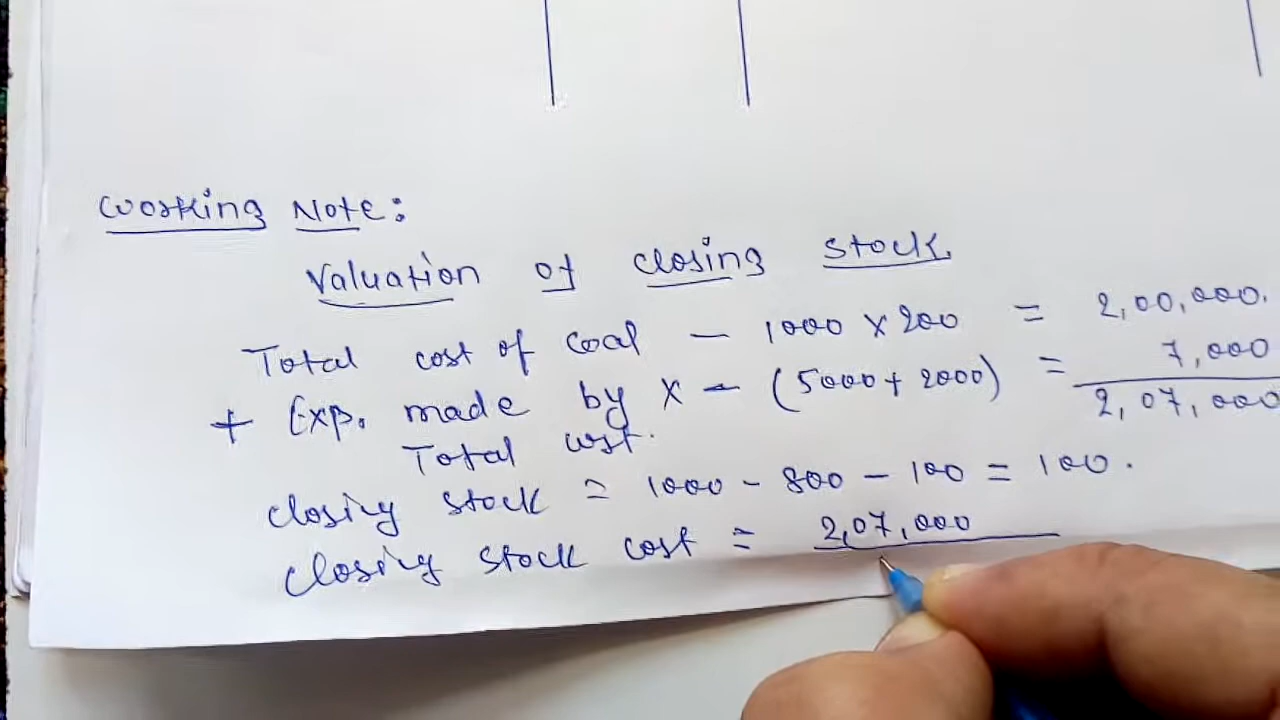 Working Note:
Valuation of closing stock.
Total cost of Coal - 1000 × 200 = 2,00,000.
+ Exp. made by X - (5000 + 2000) = 7,000
Total cost. 2,07,000
closing stock = 1000 - 800 - 100 = 100.
closing stock cost = 2,07,000